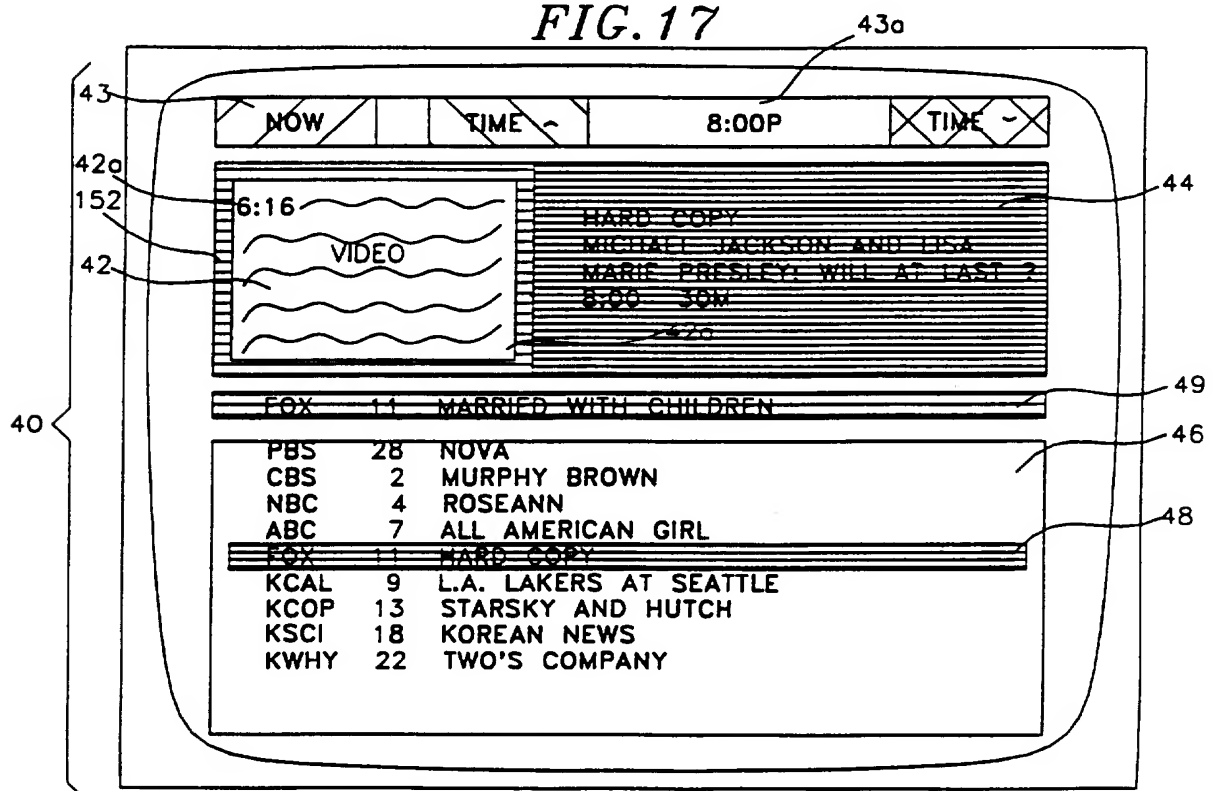 FIG. 17
43a
43
NOW TIME ~ 8:00P TIME ~
42a
6:16
152
VIDEO
42
44
HARD COPY
MICHAEL JACKSON AND LISA
MARIE PRESLEY! WILL AT LAST ?
8:00 30M
42a
49
FOX 11 MARRIED WITH CHILDREN
40
46
PBS 28 NOVA
CBS 2 MURPHY BROWN
NBC 4 ROSEANN
ABC 7 ALL AMERICAN GIRL
48
FOX 11 HARD COPY
KCAL 9 L.A. LAKERS AT SEATTLE
KCOP 13 STARSKY AND HUTCH
KSCI 18 KOREAN NEWS
KWHY 22 TWO'S COMPANY